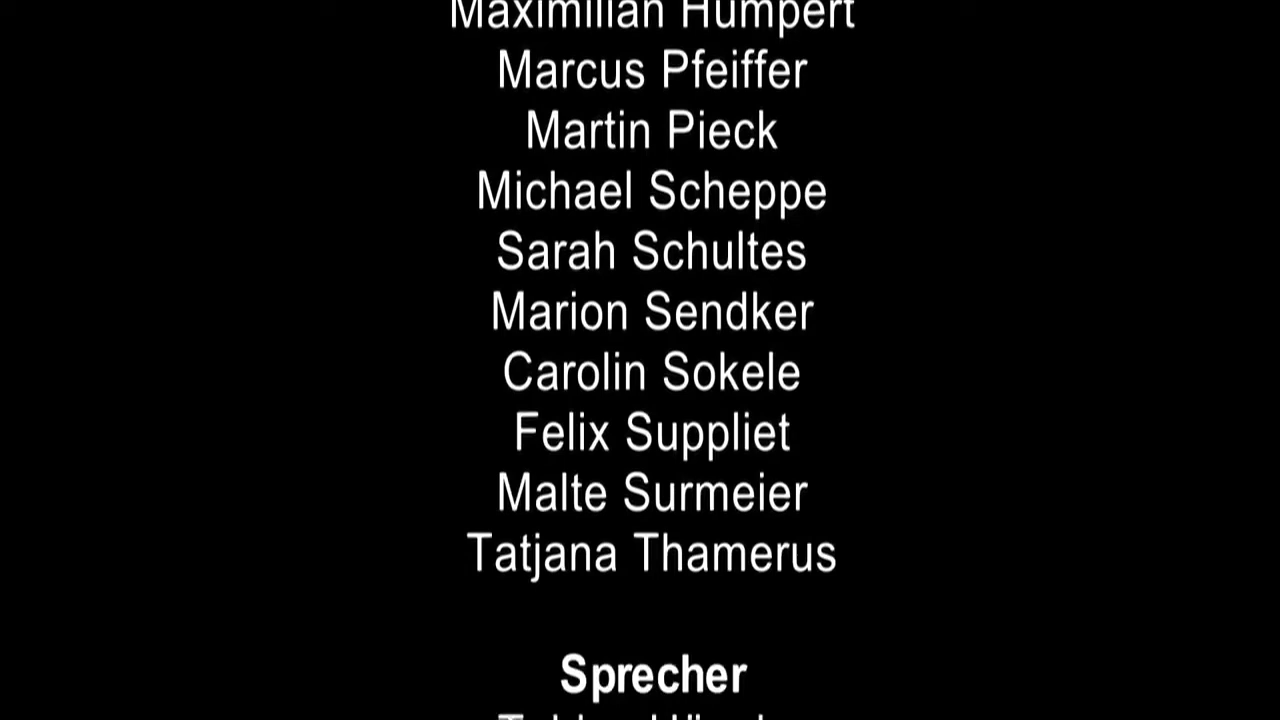 Maximilian Humpert
Marcus Pfeiffer
Martin Pieck
Michael Scheppe
Sarah Schultes
Marion Sendker
Carolin Sokele
Felix Suppliet
Malte Surmeier
Tatjana Thamerus
Sprecher